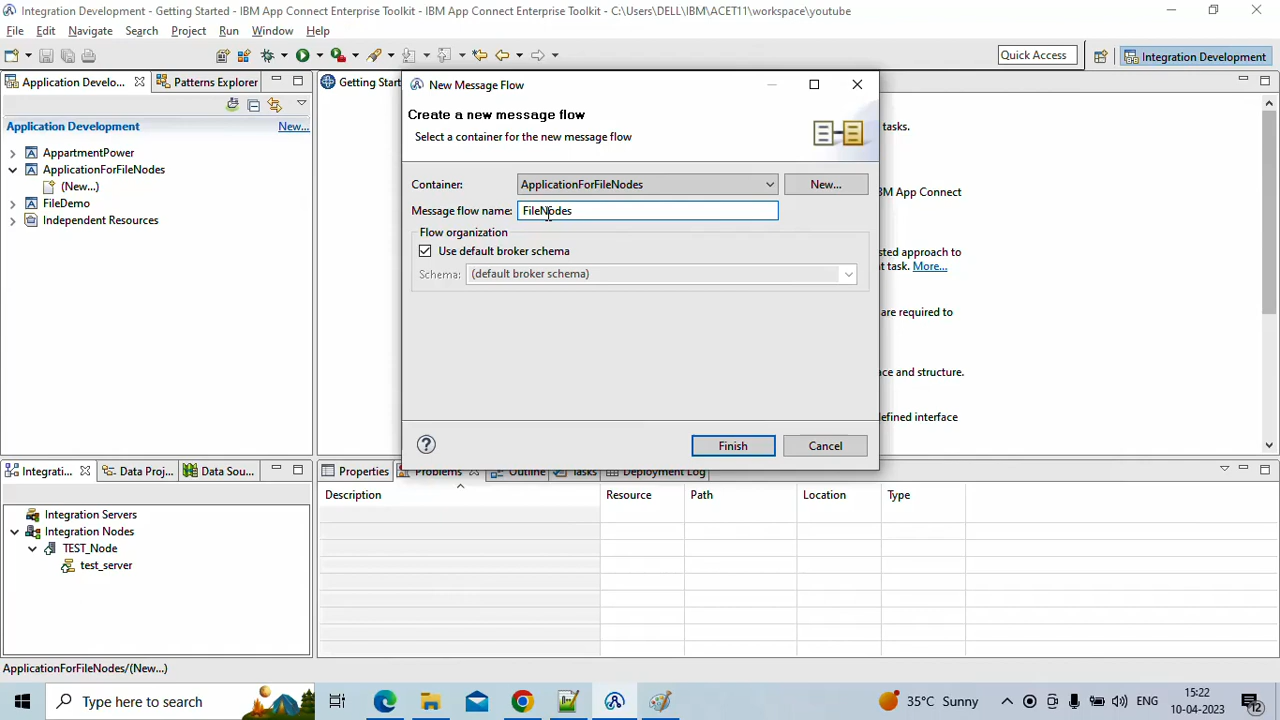 Integration Development - Getting Started - IBM App Connect Enterprise Toolkit - IBM App Connect Enterprise Toolkit - C:\Users\DELL\IBM\ACET11\workspace\youtube
File Edit Navigate Search Project Run Window Help
Quick Access
Integration Development
Application Develo...
Patterns Explorer
Getting Start
New Message Flow
Create a new message flow
Select a container for the new message flow
Application Development
New...
AppartmentPower
ApplicationForFileNodes
(New...)
FileDemo
Independent Resources
Container: ApplicationForFileNodes New...
Message flow name: FileNodes
Flow organization
Use default broker schema
Schema: (default broker schema)
Finish Cancel
tasks.
BM App Connect
ted approach to
t task. More...
are required to
ce and structure.
defined interface
Integrati... Data Proj... Data Sou...
Properties Problems Outline Tasks Deployment Log
Description Resource Path Location Type
Integration Servers
Integration Nodes
TEST_Node
test_server
ApplicationForFileNodes/(New...)
Type here to search
35°C Sunny
ENG
15:22
10-04-2023
12